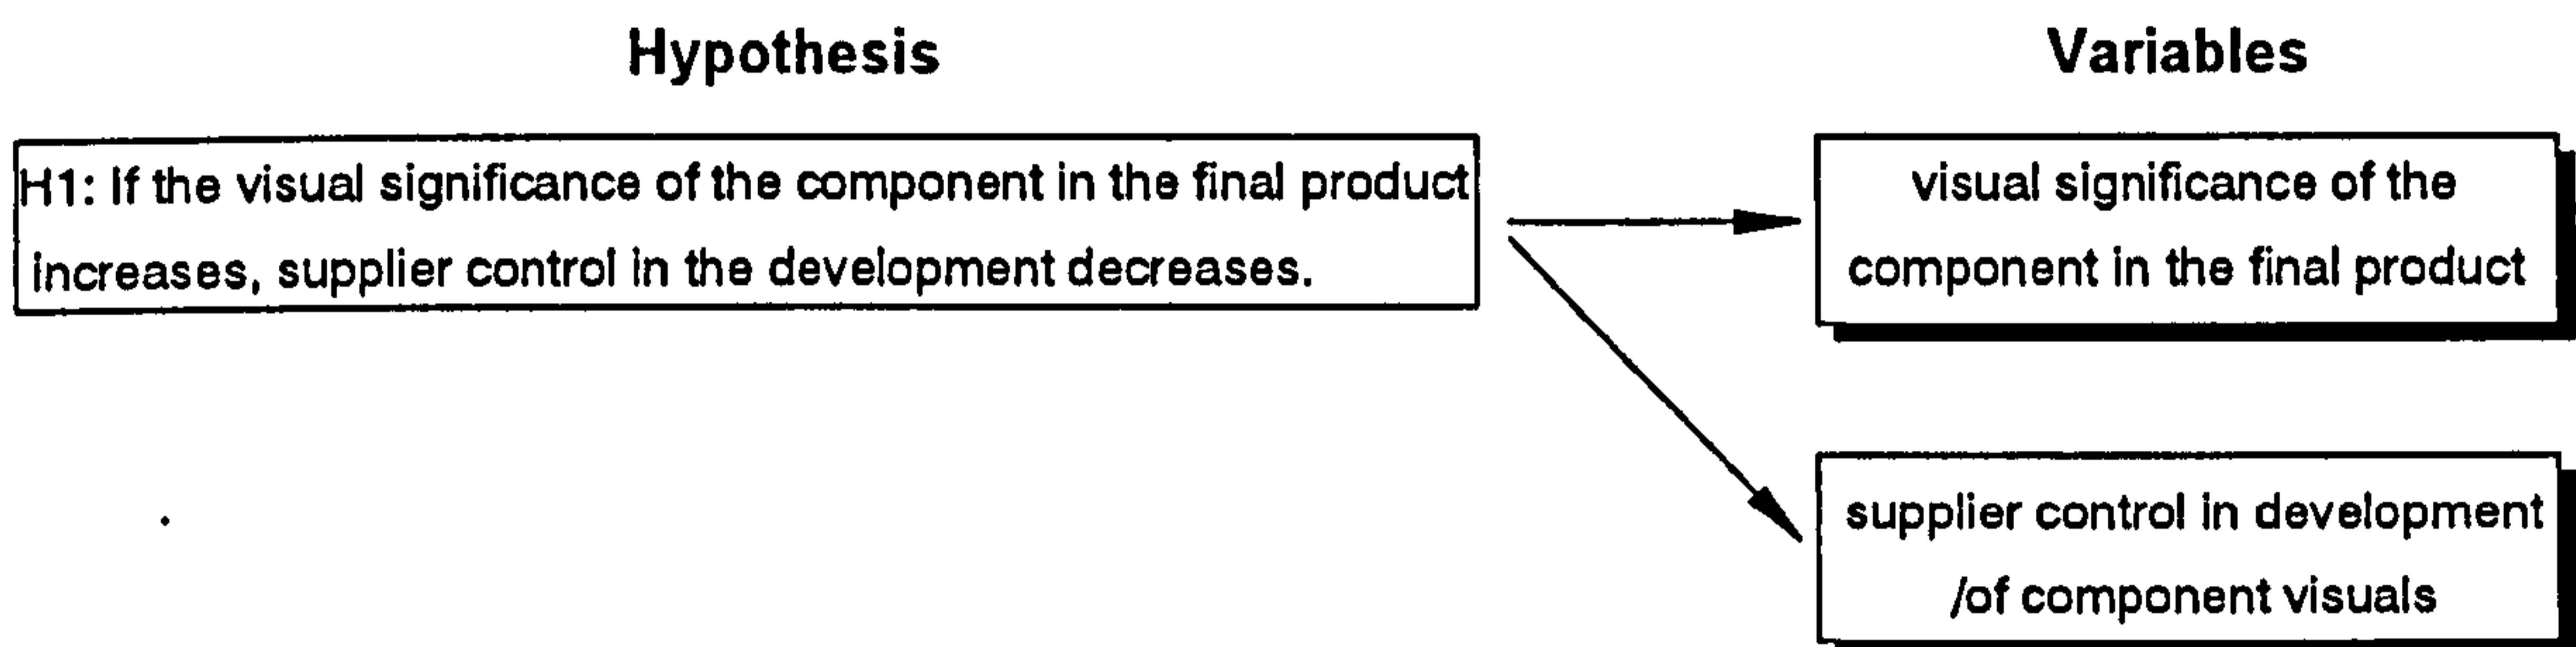 Hypothesis
Variables
H1: If the visual significance of the component in the final product
increases, supplier control in the development decreases.
visual significance of the
component in the final product
supplier control in development
/of component visuals